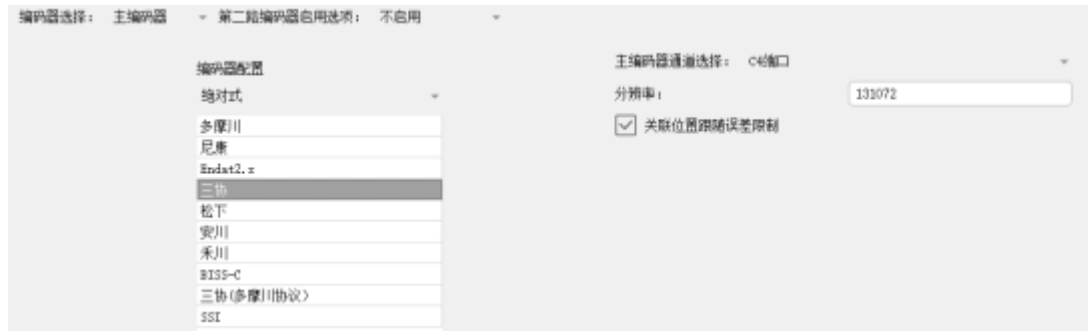 编码器选择： 主编码器 第二路编码器启用选项： 不启用
编码器配置
绝对式
多摩川
尼康
Endat2.x
三协
松下
安川
禾川
BISS-C
三协(多摩川协议)
SSI
主编码器通道选择： C4端口
分辨率： 131072
关联位置跟随误差限制